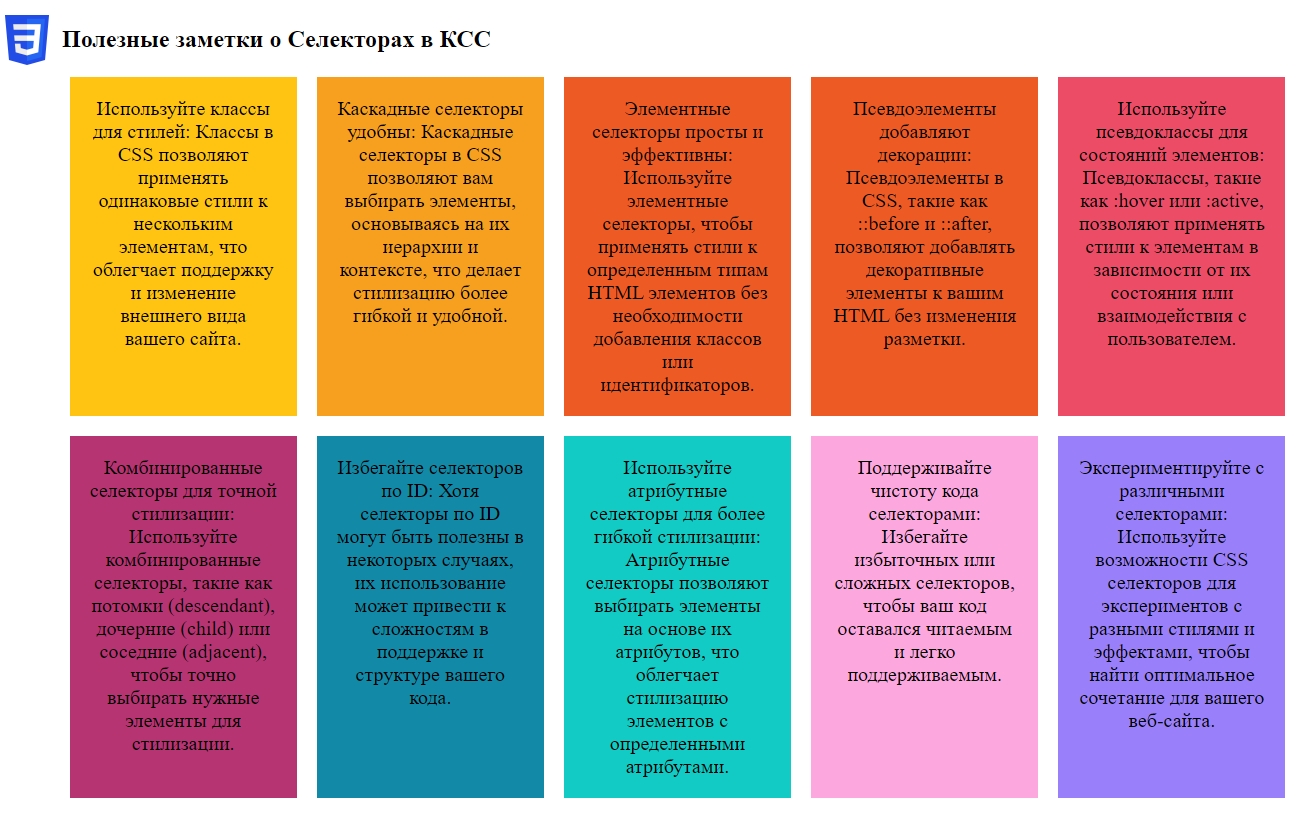 Полезные заметки о Селекторах в КСС
Используйте классы
для стилей: Классы в
CSS позволяют
применять
одинаковые стили к
нескольким
элементам, что
облегчает поддержку
и изменение
внешнего вида
вашего сайта.
Каскадные селекторы
удобны: Каскадные
селекторы в CSS
позволяют вам
выбирать элементы,
основываясь на их
иерархии и
контексте, что делает
стилизацию более
гибкой и удобной.
Элементные
селекторы просты и
эффективны:
Используйте
элементные
селекторы, чтобы
применять стили к
определенным типам
HTML элементов без
необходимости
добавления классов
или
идентификаторов.
Псевдоэлементы
добавляют
декорации:
Псевдоэлементы в
CSS, такие как
::before и ::after,
позволяют добавлять
декоративные
элементы к вашим
HTML без изменения
разметки.
Используйте
псевдоклассы для
состояний элементов:
Псевдоклассы, такие
как :hover или :active,
позволяют применять
стили к элементам в
зависимости от их
состояния или
взаимодействия с
пользователем.
Комбинированные
селекторы для точной
стилизации:
Используйте
комбинированные
селекторы, такие как
потомки (descendant),
дочерние (child) или
соседние (adjacent),
чтобы точно
выбирать нужные
элементы для
стилизации.
Избегайте селекторов
по ID: Хотя
селекторы по ID
могут быть полезны в
некоторых случаях,
их использование
может привести к
сложностям в
поддержке и
структуре вашего
кода.
Используйте
атрибутные
селекторы для более
гибкой стилизации:
Атрибутные
селекторы позволяют
выбирать элементы
на основе их
атрибутов, что
облегчает
стилизацию
элементов с
определенными
атрибутами.
Поддерживайте
чистоту кода
селекторами:
Избегайте
избыточных или
сложных селекторов,
чтобы ваш код
оставался читаемым
и легко
поддерживаемым.
Экспериментируйте с
различными
селекторами:
Используйте
возможности CSS
селекторов для
экспериментов с
разными стилями и
эффектами, чтобы
найти оптимальное
сочетание для вашего
веб-сайта.